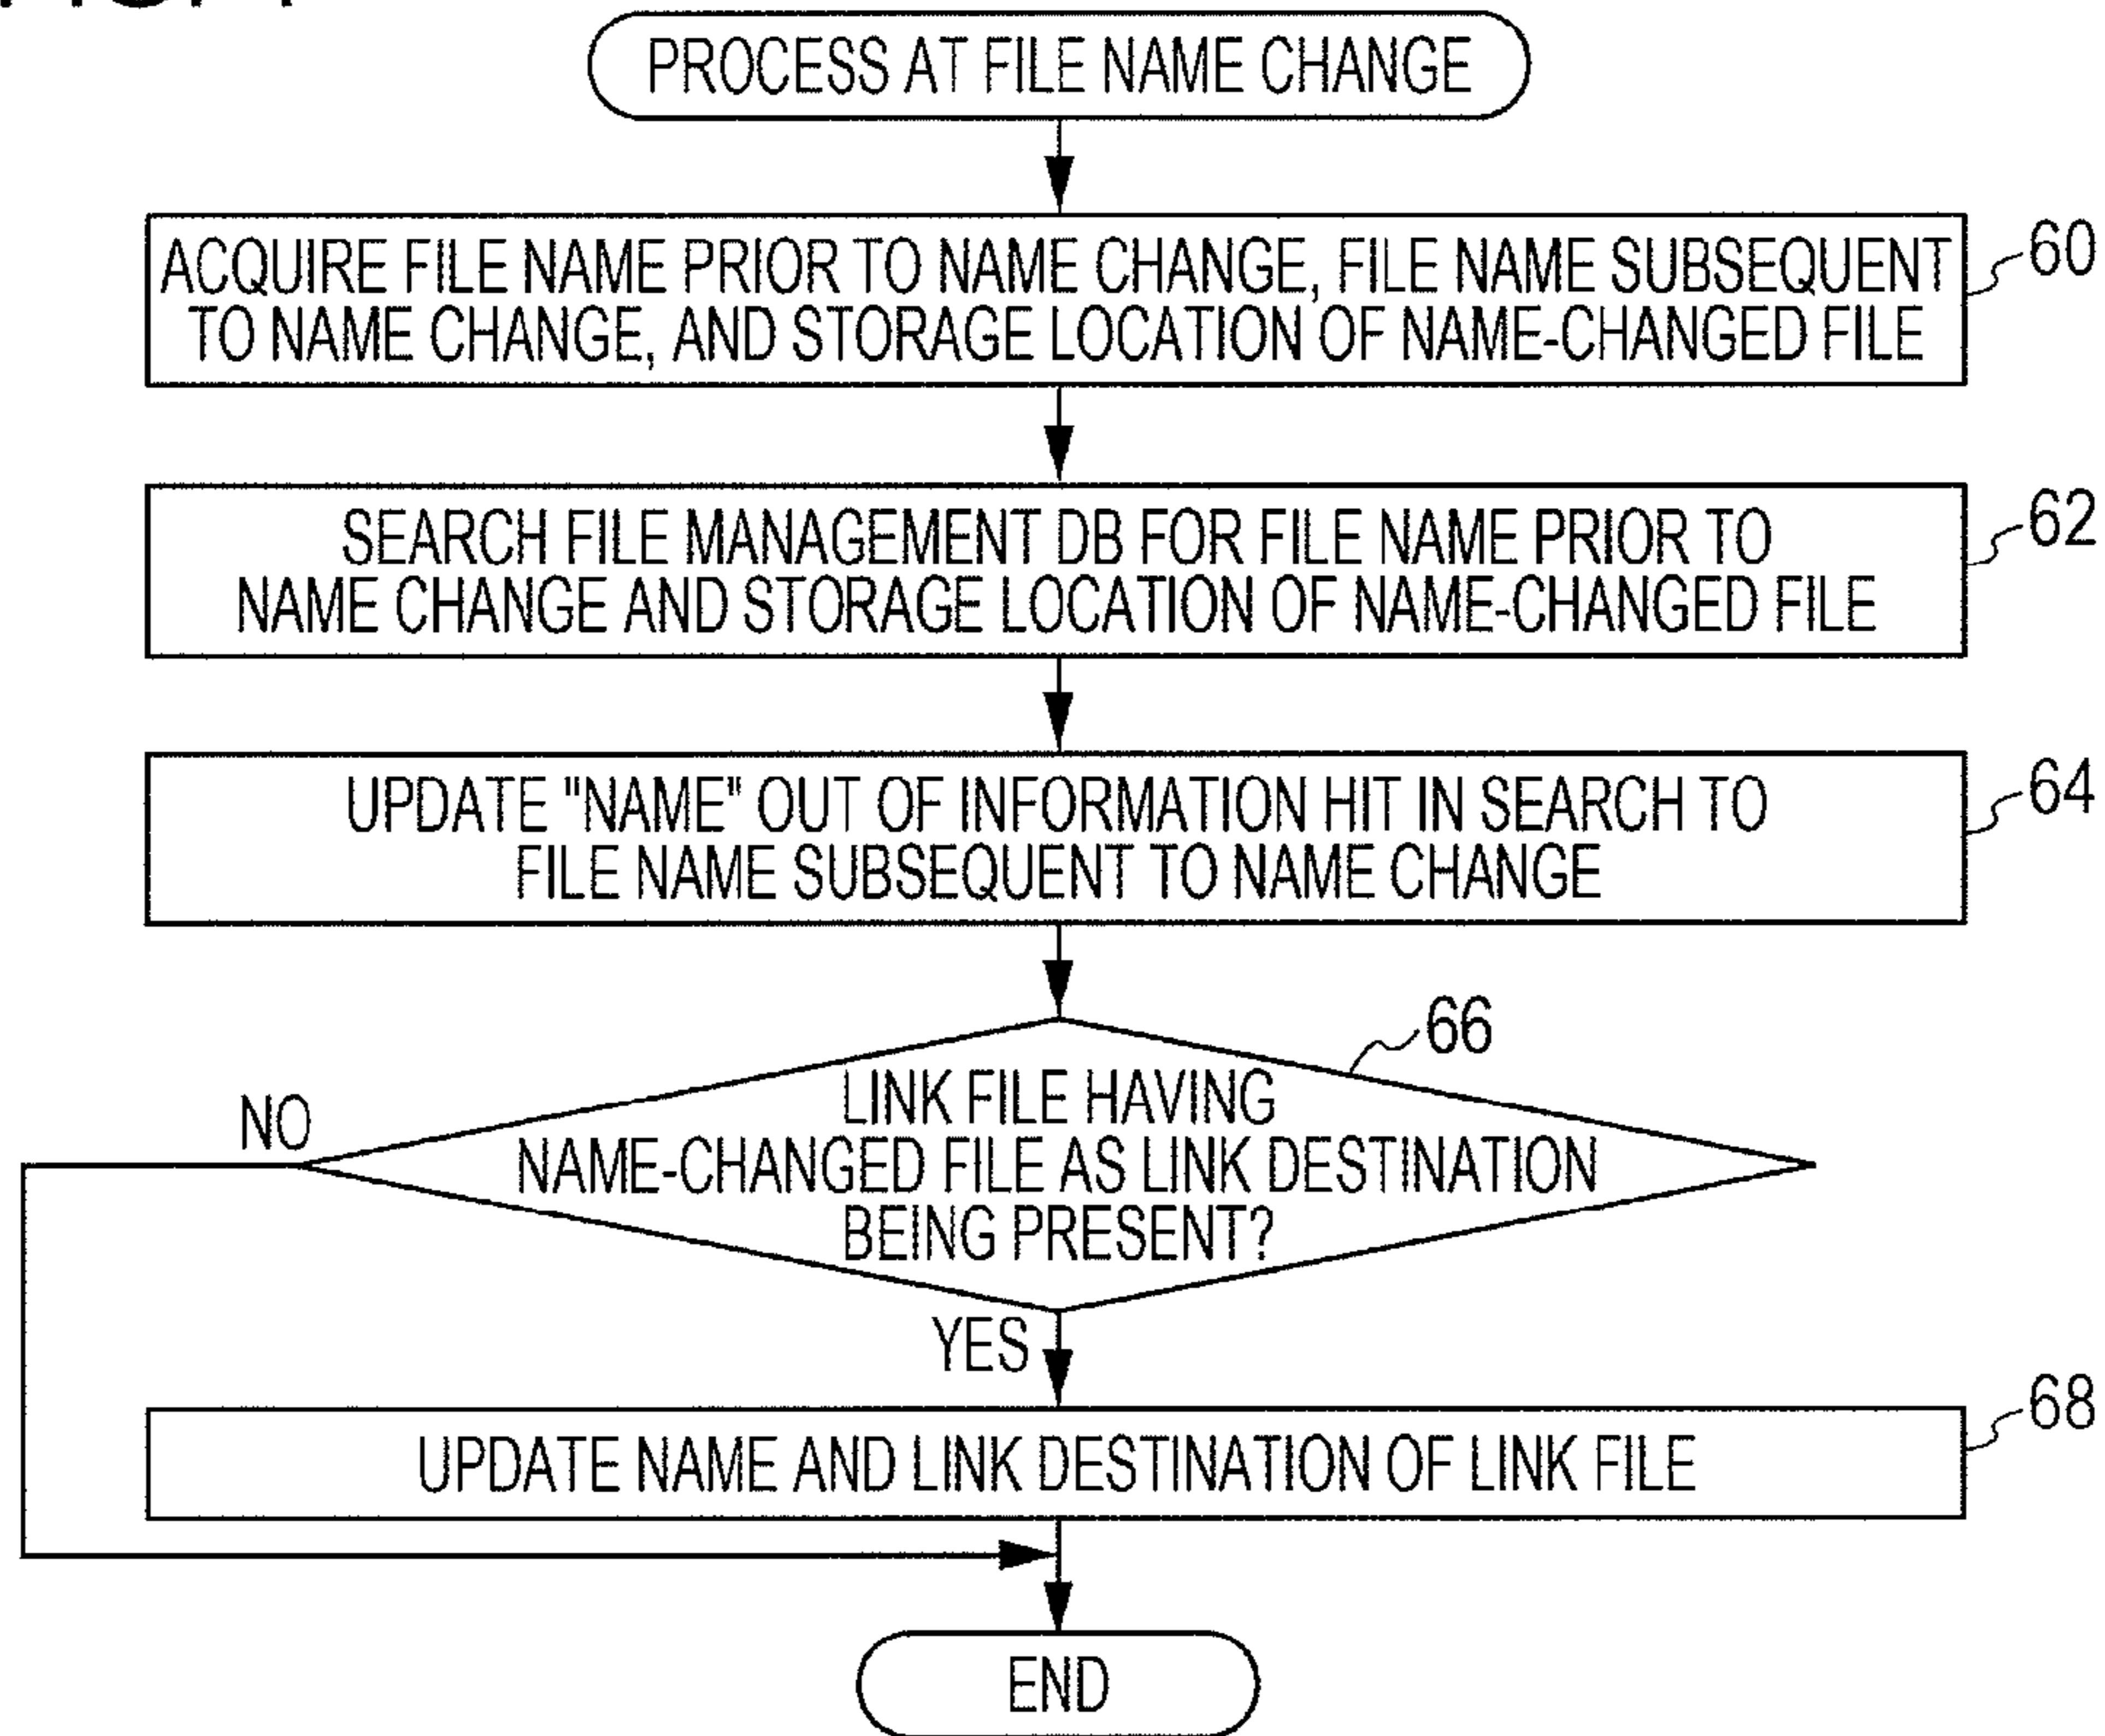 PROCESS AT FILE NAME CHANGE
ACQUIRE FILE NAME PRIOR TO NAME CHANGE, FILE NAME SUBSEQUENT
TO NAME CHANGE, AND STORAGE LOCATION OF NAME-CHANGED FILE
60
SEARCH FILE MANAGEMENT DB FOR FILE NAME PRIOR TO
NAME CHANGE AND STORAGE LOCATION OF NAME-CHANGED FILE
62
UPDATE "NAME" OUT OF INFORMATION HIT IN SEARCH TO
FILE NAME SUBSEQUENT TO NAME CHANGE
64
66
LINK FILE HAVING
NAME-CHANGED FILE AS LINK DESTINATION
BEING PRESENT?
NO
YES
UPDATE NAME AND LINK DESTINATION OF LINK FILE
68
END